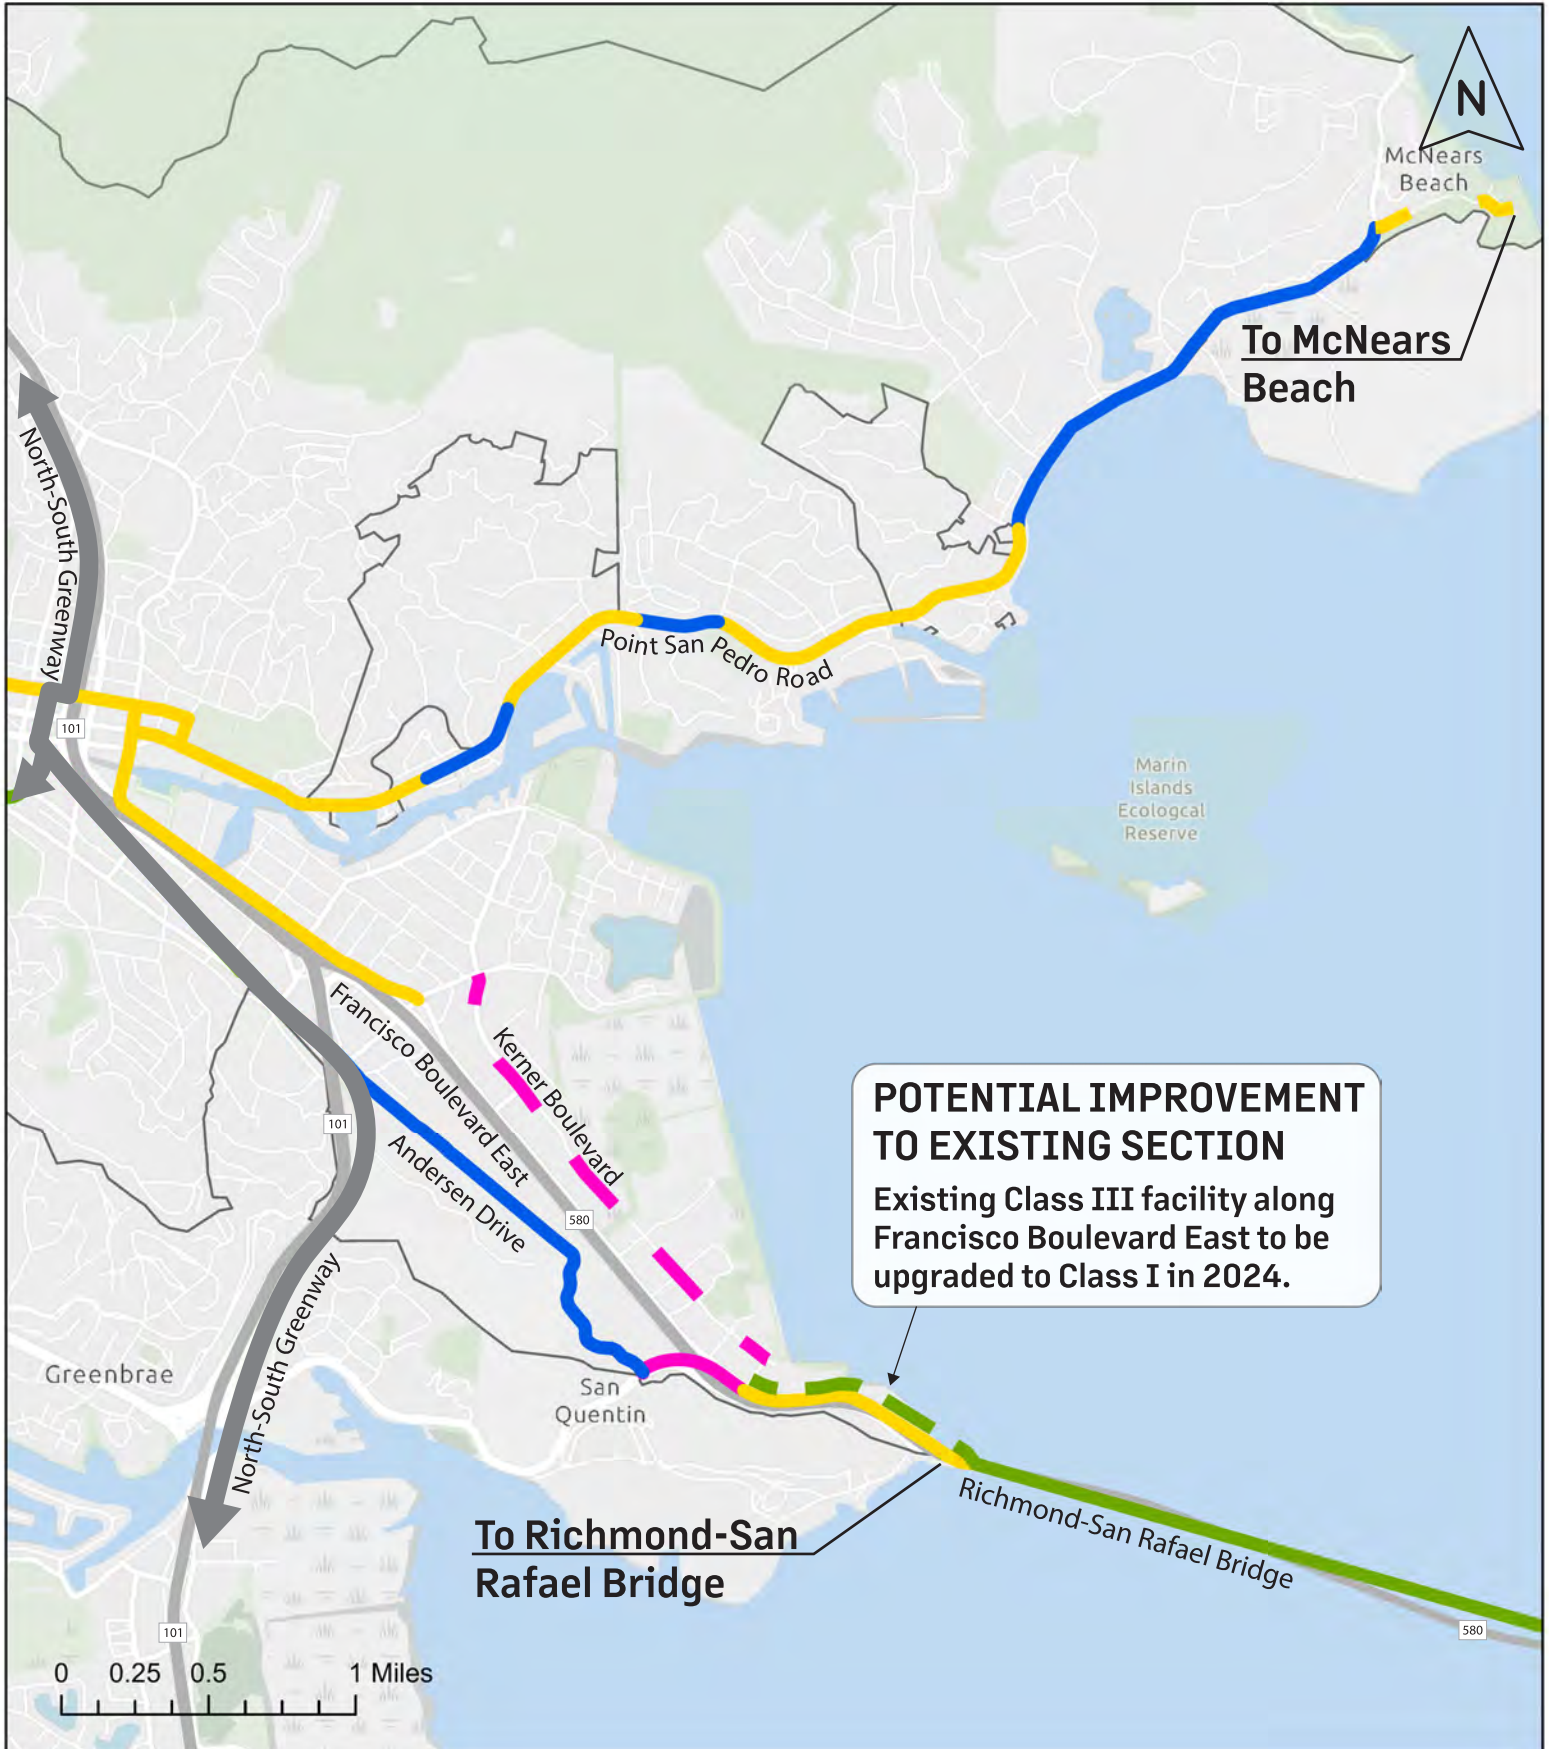 N
McNears
Beach
To McNears
Beach
North-South Greenway
Point San Pedro Road
101
Marin
Islands
Ecologcal
Reserve
Francisco Boulevard East
Kerner Boulevard
Andersen Drive
101
580
POTENTIAL IMPROVEMENT
TO EXISTING SECTION
Existing Class III facility along
Francisco Boulevard East to be
upgraded to Class I in 2024.
North-South Greenway
Greenbrae
San
Quentin
To Richmond-San
Rafael Bridge
Richmond-San Rafael Bridge
101
580
0 0.25 0.5 1 Miles